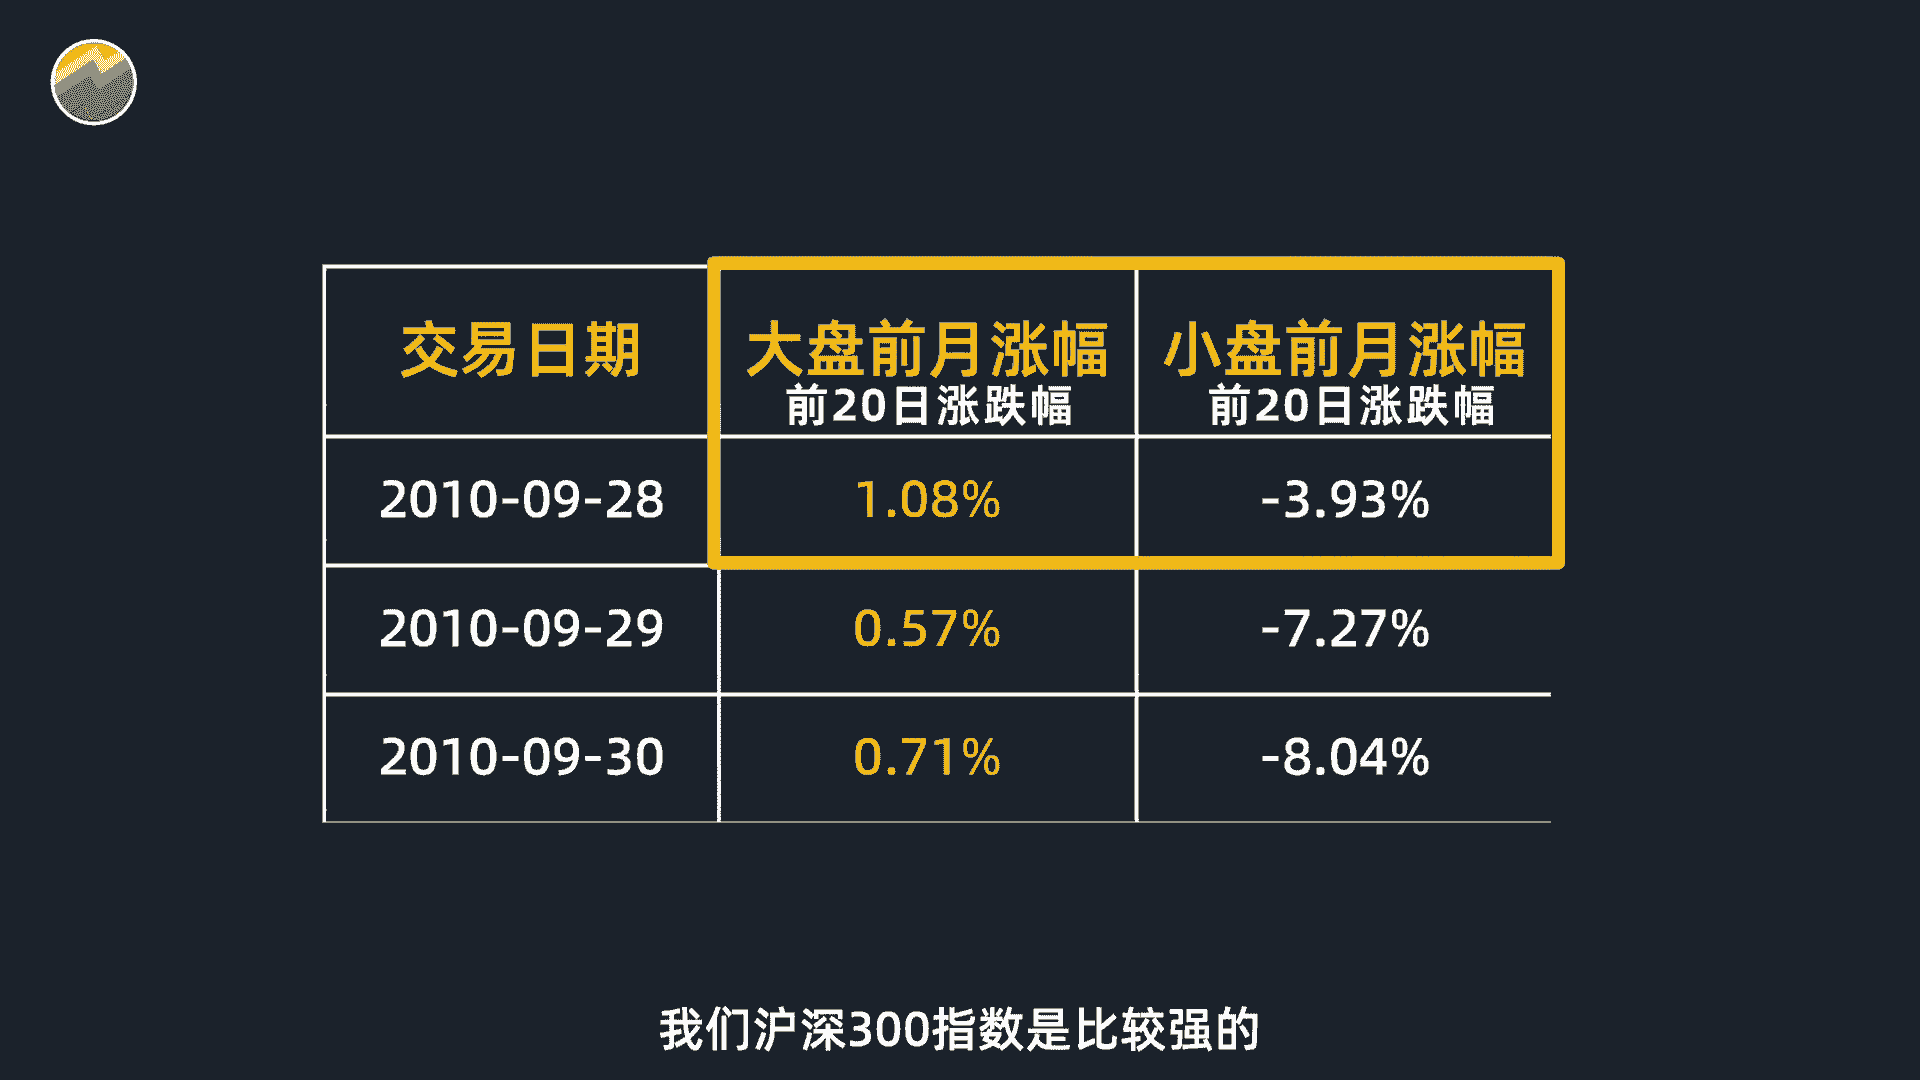 交易日期
大盘前月涨幅
前20日涨跌幅
小盘前月涨幅
前20日涨跌幅
2010-09-28
1.08%
-3.93%
2010-09-29
0.57%
-7.27%
2010-09-30
0.71%
-8.04%
我们沪深300指数是比较强的